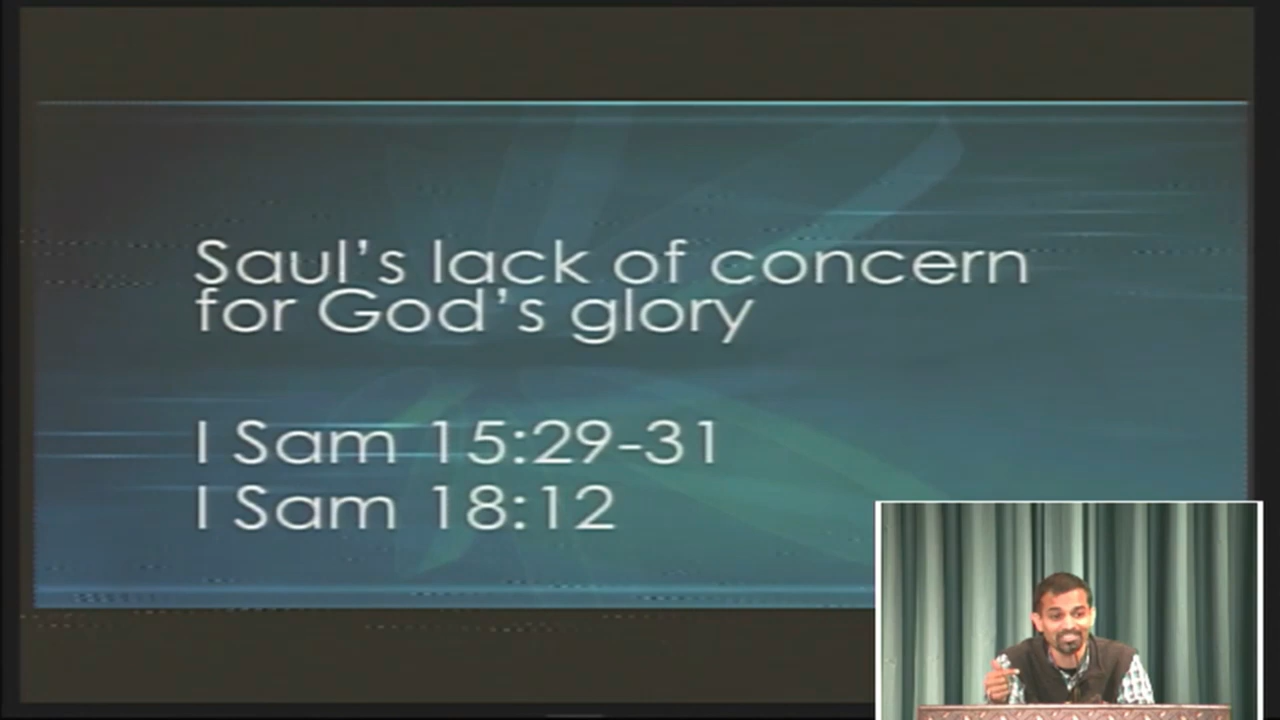 Saul’s lack of concern
for God’s glory
I Sam 15:29-31
I Sam 18:12